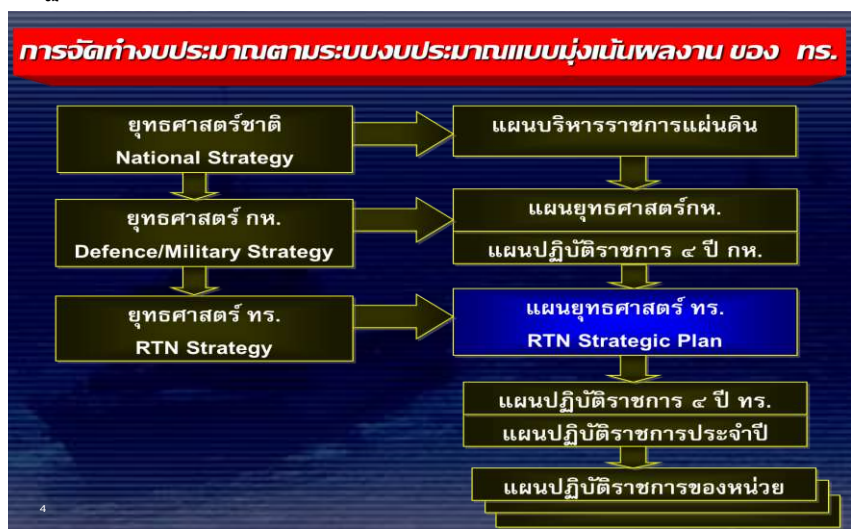 การจัดทำงบประมาณตามระบบงบประมาณแบบมุ่งเน้นผลงาน ของ ทร.
ยุทธศาสตร์ชาติ
National Strategy
แผนบริหารราชการแผ่นดิน
ยุทธศาสตร์ กห.
Defence/Military Strategy
แผนยุทธศาสตร์กห.
แผนปฏิบัติราชการ ๔ ปี กห.
ยุทธศาสตร์ ทร.
RTN Strategy
แผนยุทธศาสตร์ ทร.
RTN Strategic Plan
แผนปฏิบัติราชการ ๔ ปี ทร.
แผนปฏิบัติราชการประจำปี
แผนปฏิบัติราชการของหน่วย
4